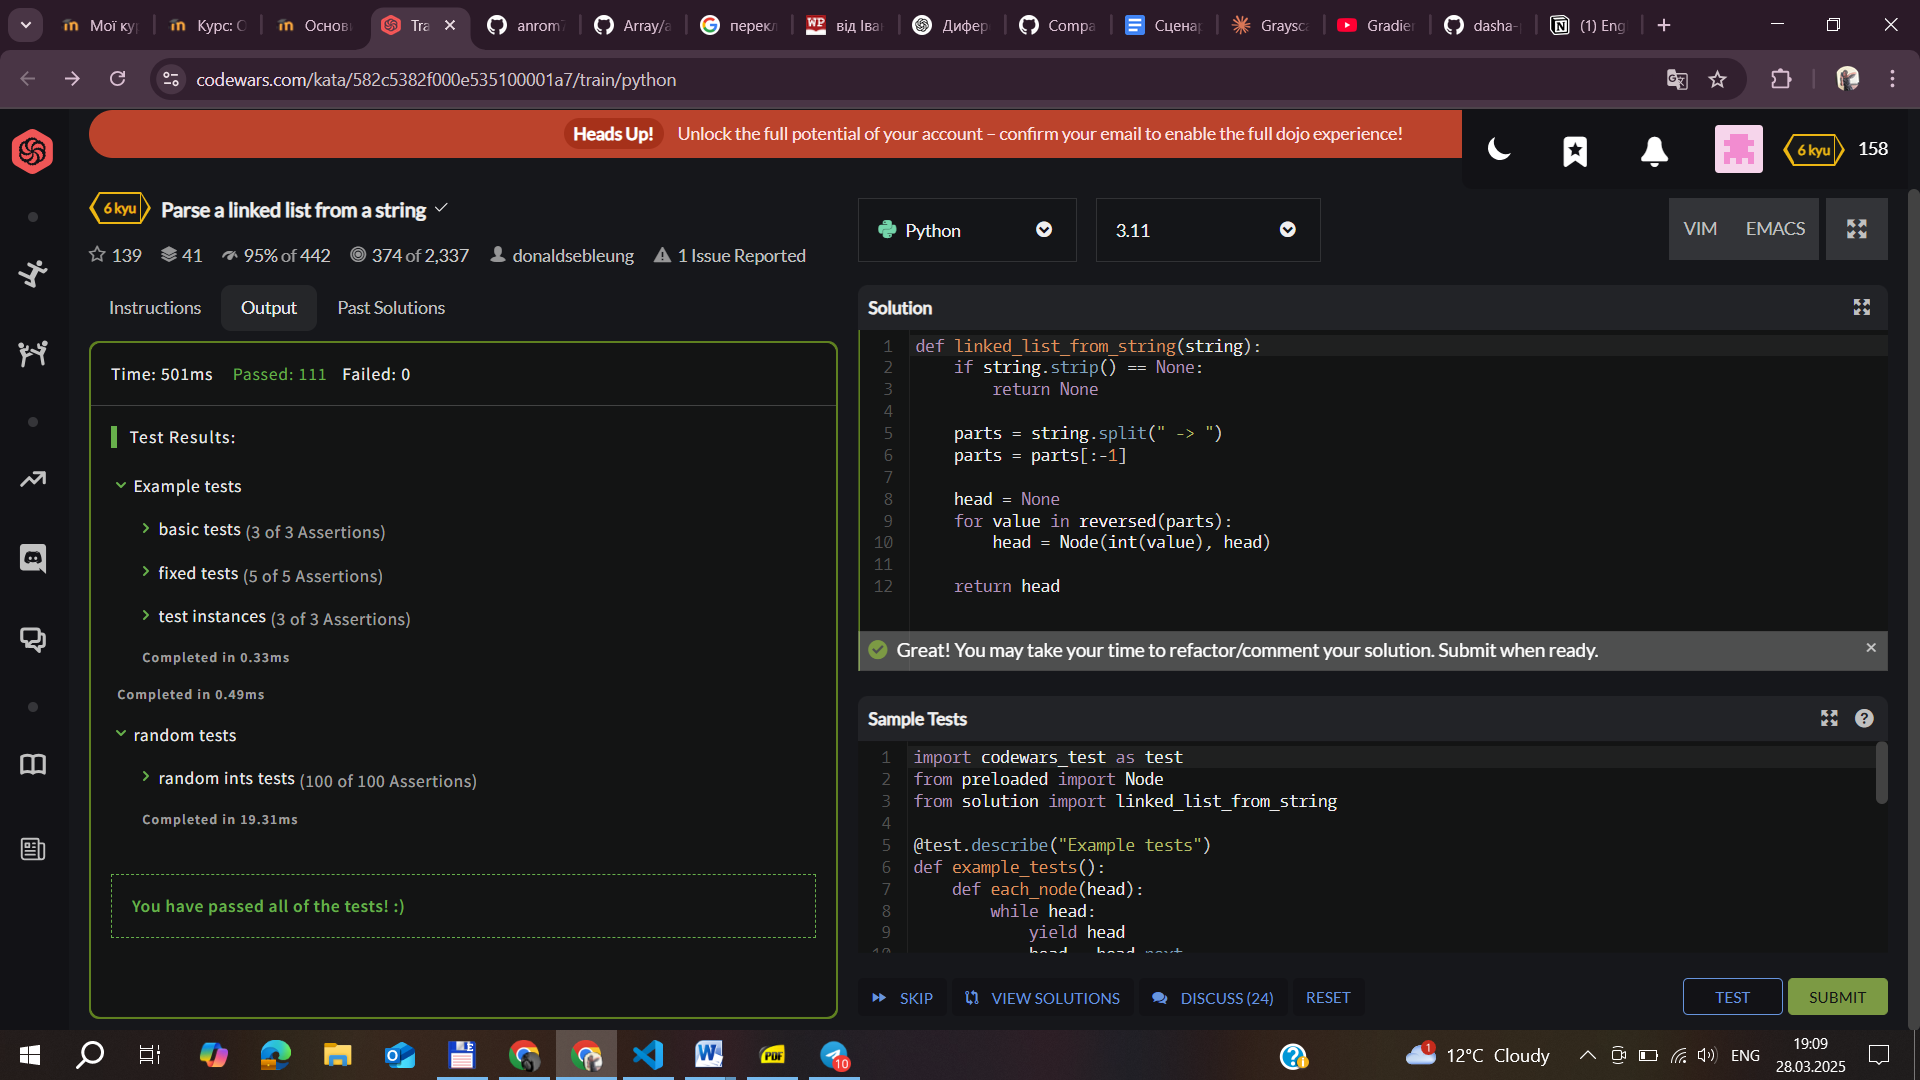 Мої ку
Курс: О
Основи
Tra
anrom
Array/a
перекл
WP
від Іва
Дифер
Compa
Сценар
Graysca
Gradie
dasha-
(1) Eng
codewars.com/kata/582c5382f000e535100001a7/train/python
Heads Up! Unlock the full potential of your account – confirm your email to enable the full dojo experience!
6 kyu 158
6 kyu Parse a linked list from a string
139 41 95% of 442 374 of 2,337 donaldsebleung 1 Issue Reported
Instructions Output Past Solutions
Time: 501ms Passed: 111 Failed: 0
Test Results:
Example tests
basic tests (3 of 3 Assertions)
fixed tests (5 of 5 Assertions)
test instances (3 of 3 Assertions)
Completed in 0.33ms
Completed in 0.49ms
random tests
random ints tests (100 of 100 Assertions)
Completed in 19.31ms
You have passed all of the tests! :)
Python 3.11 VIM EMACS
Solution
1 def linked_list_from_string(string):
2 if string.strip() == None:
3 return None
4
5 parts = string.split(" -> ")
6 parts = parts[:-1]
7
8 head = None
9 for value in reversed(parts):
10 head = Node(int(value), head)
11
12 return head
Great! You may take your time to refactor/comment your solution. Submit when ready.
Sample Tests
1 import codewars_test as test
2 from preloaded import Node
3 from solution import linked_list_from_string
4
5 @test.describe("Example tests")
6 def example_tests():
7 def each_node(head):
8 while head:
9 yield head
10 head = head.next
SKIP VIEW SOLUTIONS DISCUSS (24) RESET TEST SUBMIT
PDF
10
1
12°C Cloudy
ENG
19:09
28.03.2025